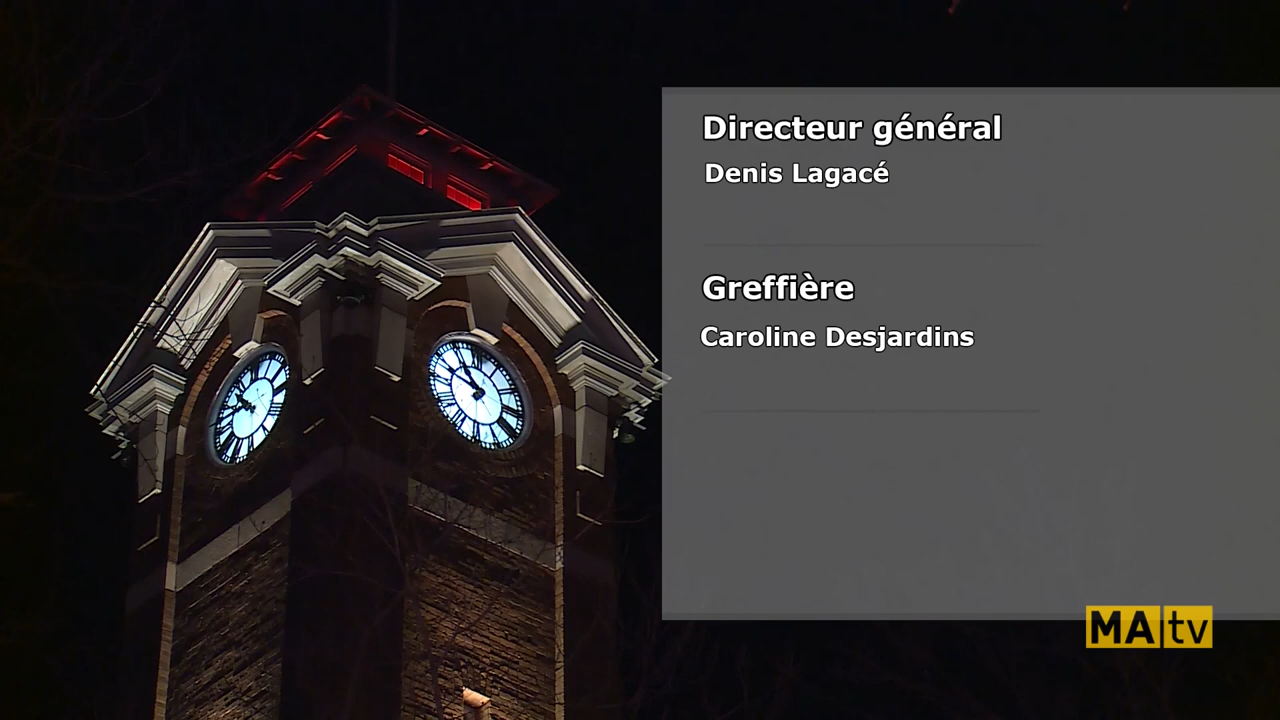 Directeur général
Denis Lagacé
Greffière
Caroline Desjardins
MAtv